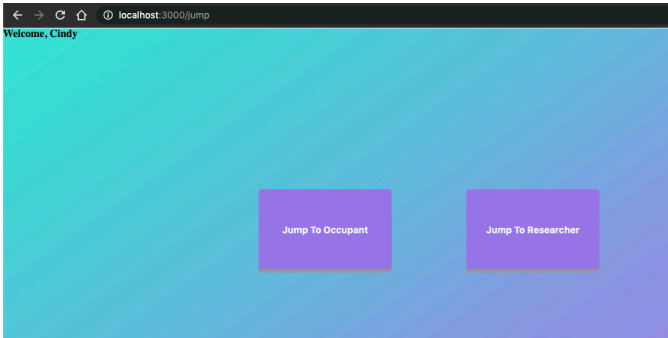 localhost:3000/jump
Welcome, Cindy
Jump To Occupant
Jump To Researcher